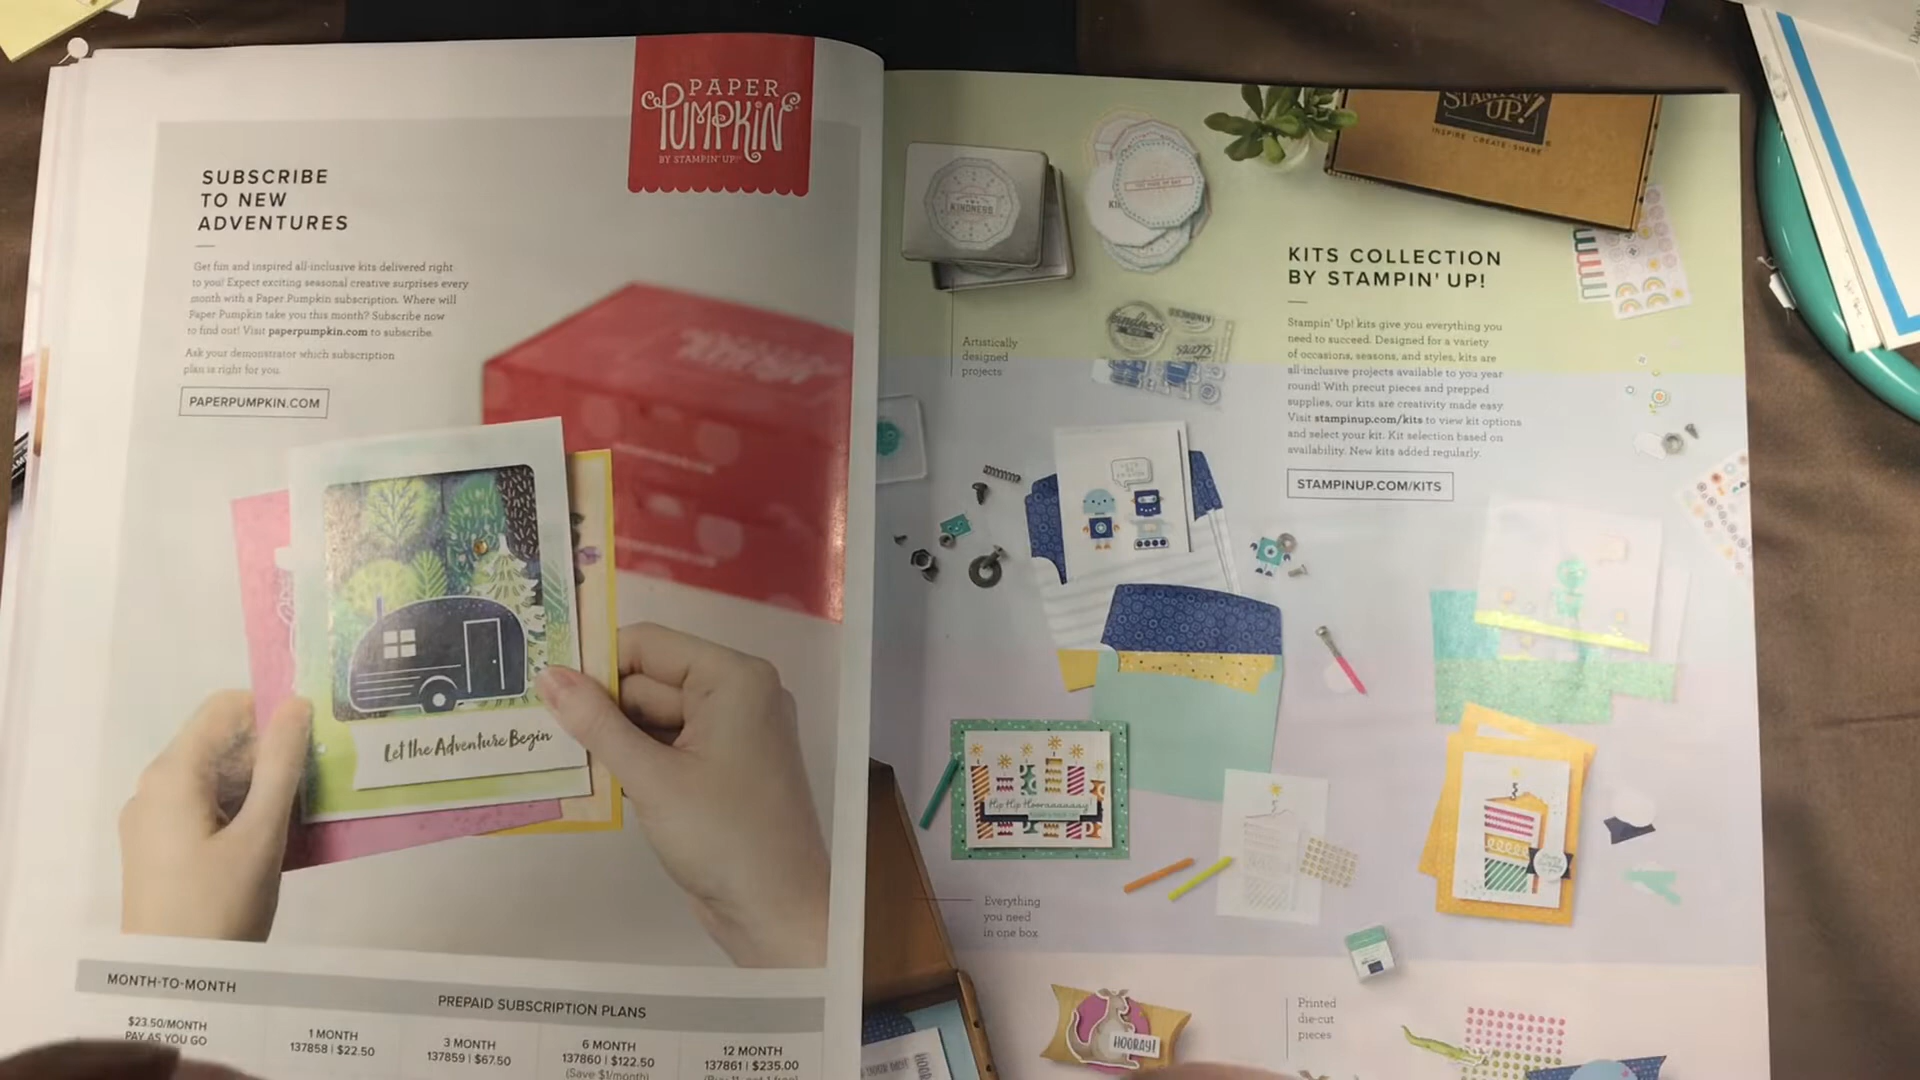 PAPER
PUMPKIN
BY STAMPIN' UP!
SUBSCRIBE
TO NEW
ADVENTURES
Get fun and inspired all-inclusive kits delivered right
to you! Expect exciting seasonal creative surprises every
month with a Paper Pumpkin subscription. Where will
Paper Pumpkin take you this month? Subscribe now
to find out! Visit paperpumpkin.com to subscribe.
Ask your demonstrator which subscription
plan is right for you.
PAPERPUMPKIN.COM
Let the Adventure Begin
MONTH-TO-MONTH
PREPAID SUBSCRIPTION PLANS
$23.50/MONTH
PAY AS YOU GO
1 MONTH
137858 | $22.50
3 MONTH
137859 | $67.50
6 MONTH
137860 | $122.50
(Save $1/month)
12 MONTH
137861 | $235.00
STAMPIN'
UP!
INSPIRE · CREATE · SHARE
KINDNESS
KITS COLLECTION
BY STAMPIN' UP!
Stampin' Up! kits give you everything you
need to succeed. Designed for a variety
of occasions, seasons, and styles, kits are
all-inclusive projects available to you year
round! With precut pieces and prepped
supplies, our kits are creativity made easy.
Visit stampinup.com/kits to view kit options
and select your kit. Kit selection based on
availability. New kits added regularly.
STAMPINUP.COM/KITS
Artistically
designed
projects
kindness
Hip Hip Hooraaaaaay!
Everything
you need
in one box
Printed
die-cut
pieces
HOORAY!